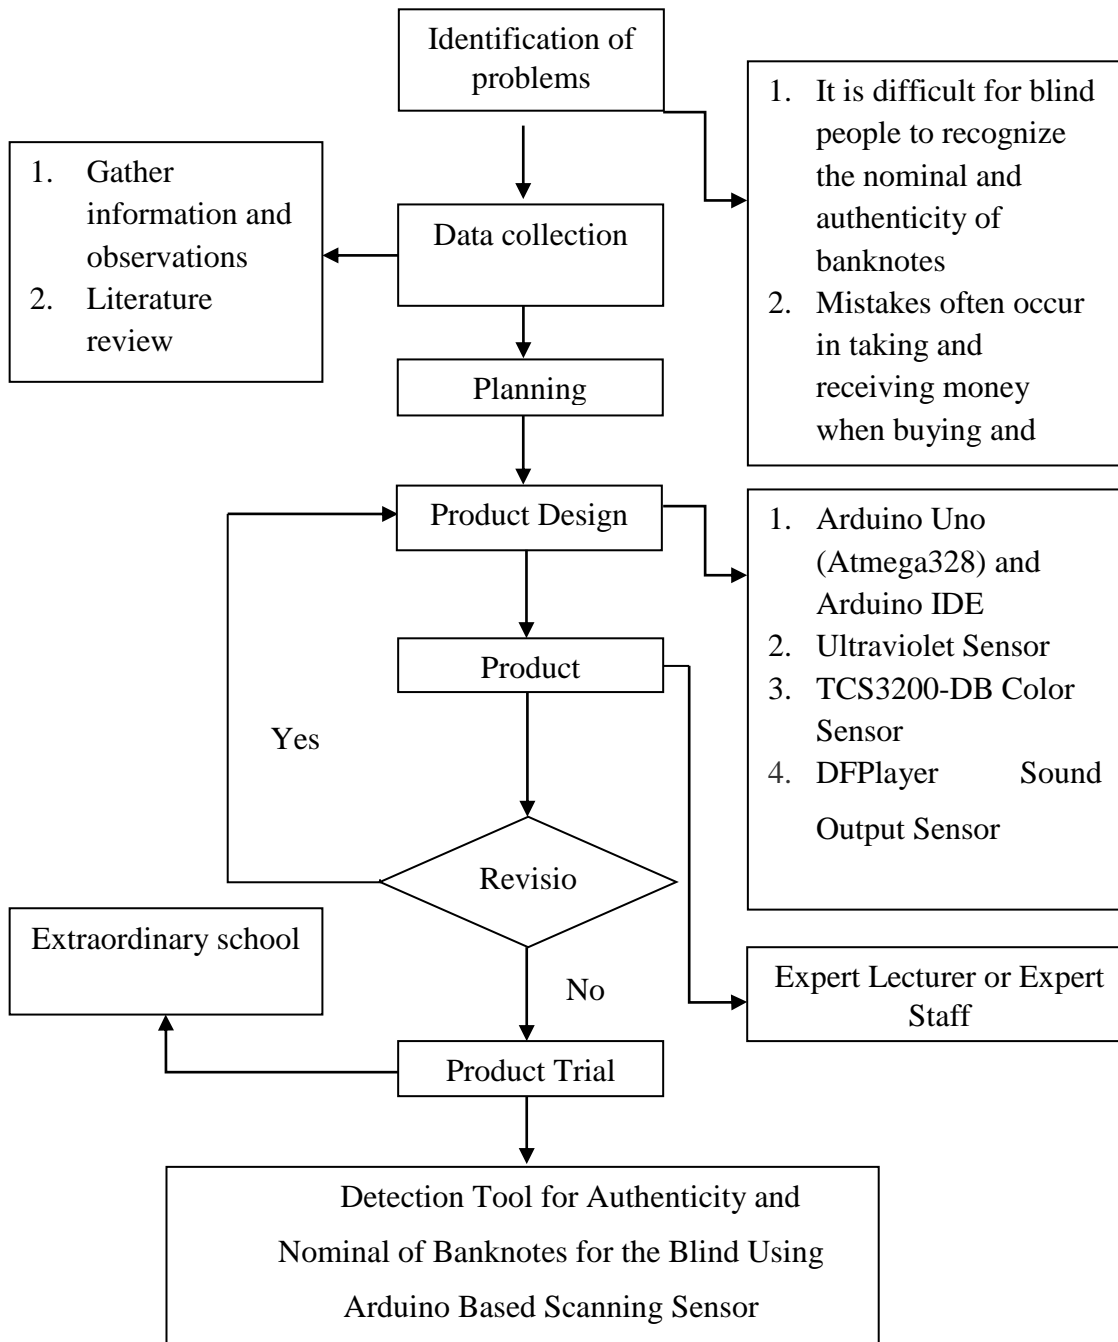 Identification of
problems
1. It is difficult for blind
people to recognize
the nominal and
authenticity of
banknotes
2. Mistakes often occur
in taking and
receiving money
when buying and
1. Gather
information and
observations
2. Literature
review
Data collection
Planning
Product Design
1. Arduino Uno
(Atmega328) and
Arduino IDE
2. Ultraviolet Sensor
3. TCS3200-DB Color
Sensor
4. DFPlayer Sound
Output Sensor
Product
Yes
Revisio
Extraordinary school
No
Expert Lecturer or Expert
Staff
Product Trial
Detection Tool for Authenticity and
Nominal of Banknotes for the Blind Using
Arduino Based Scanning Sensor